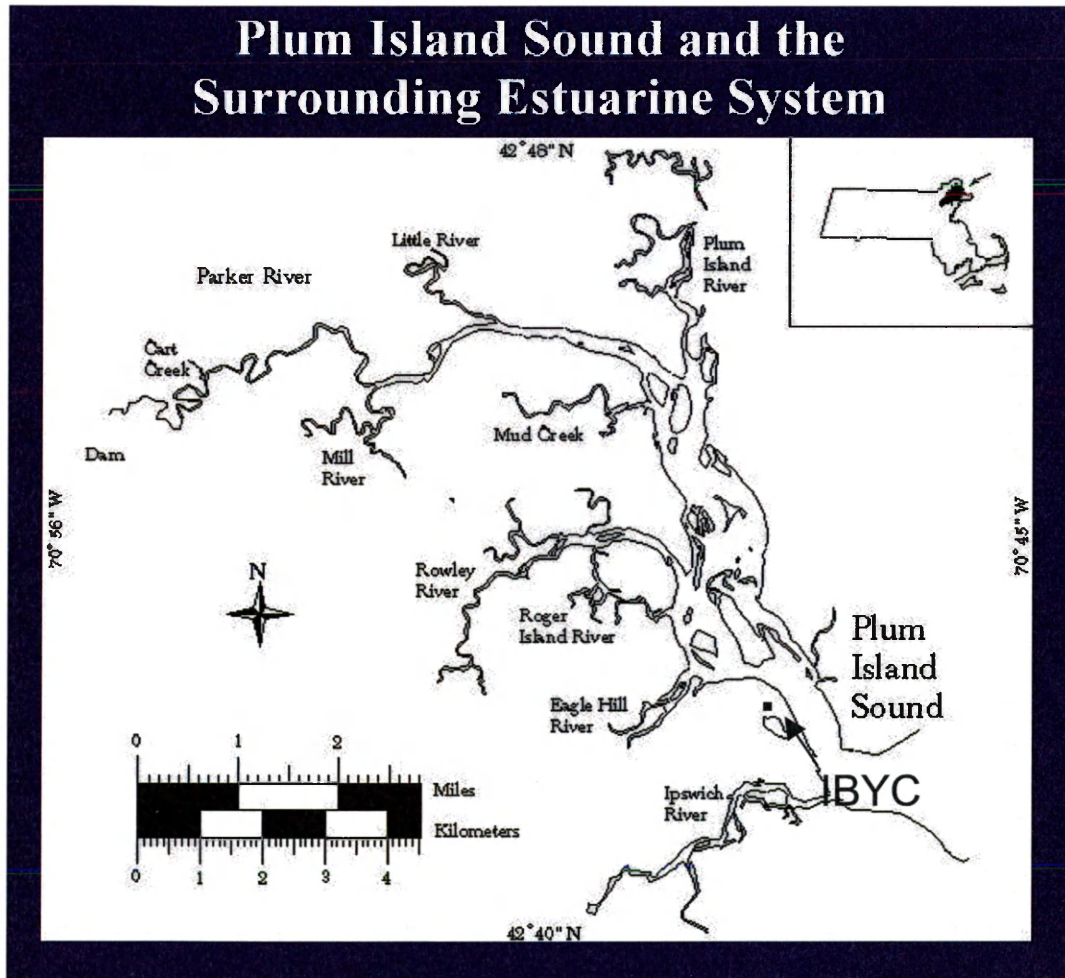 Plum Island Sound and the
Surrounding Estuarine System
42°48" N
Little River
Plum
Island
River
Parker River
Cart
Creek
Mud Creek
Dam
Mill
River
70° 56" W
70° 45" W
N
Rowley
River
Roger
Island River
Plum
Island
Sound
Eagle Hill
River
0 1 2
Miles
Kilometers
0 1 2 3 4
Ipswich
River
IBYC
42°40" N